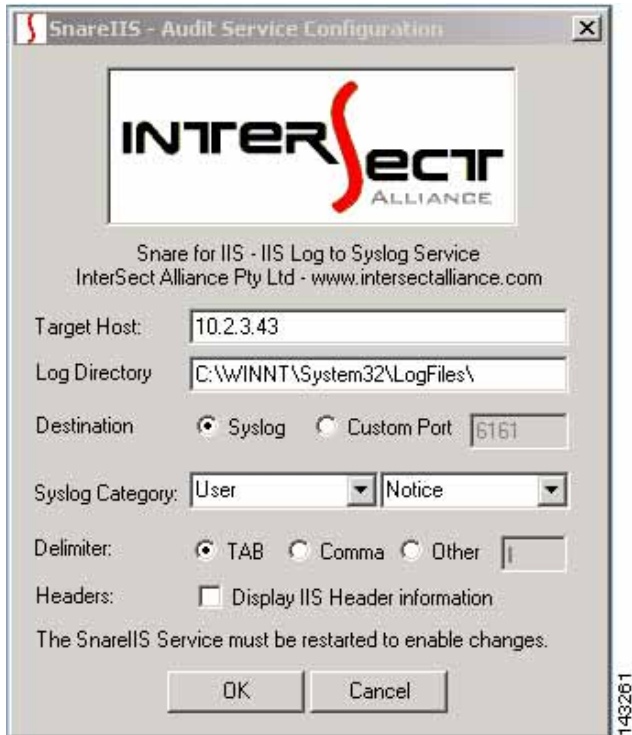 SnareIIS - Audit Service Configuration
INTERSECT
ALLIANCE
Snare for IIS - IIS Log to Syslog Service
InterSect Alliance Pty Ltd - www.intersectalliance.com
Target Host: 10.2.3.43
Log Directory C:\WINNT\System32\LogFiles\
Destination Syslog Custom Port 6161
Syslog Category: User Notice
Delimiter: TAB Comma Other |
Headers: Display IIS Header information
The SnareIIS Service must be restarted to enable changes.
OK Cancel
143261